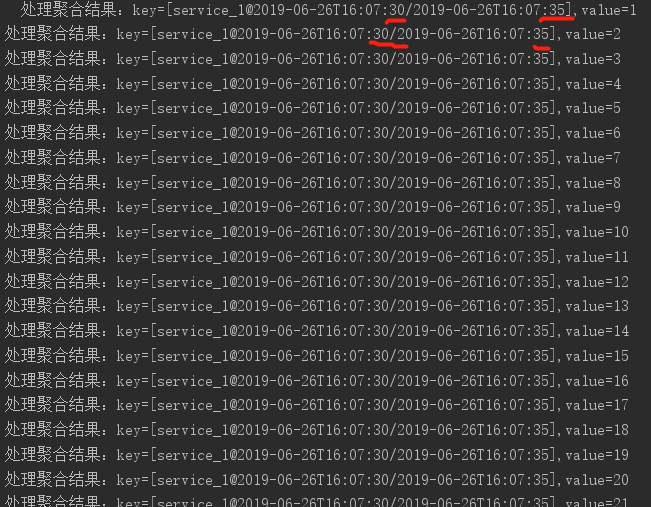 处理聚合结果：key=[service_1@2019-06-26T16:07:30/2019-06-26T16:07:35],value=1
处理聚合结果：key=[service_1@2019-06-26T16:07:30/2019-06-26T16:07:35],value=2
处理聚合结果：key=[service_1@2019-06-26T16:07:30/2019-06-26T16:07:35],value=3
处理聚合结果：key=[service_1@2019-06-26T16:07:30/2019-06-26T16:07:35],value=4
处理聚合结果：key=[service_1@2019-06-26T16:07:30/2019-06-26T16:07:35],value=5
处理聚合结果：key=[service_1@2019-06-26T16:07:30/2019-06-26T16:07:35],value=6
处理聚合结果：key=[service_1@2019-06-26T16:07:30/2019-06-26T16:07:35],value=7
处理聚合结果：key=[service_1@2019-06-26T16:07:30/2019-06-26T16:07:35],value=8
处理聚合结果：key=[service_1@2019-06-26T16:07:30/2019-06-26T16:07:35],value=9
处理聚合结果：key=[service_1@2019-06-26T16:07:30/2019-06-26T16:07:35],value=10
处理聚合结果：key=[service_1@2019-06-26T16:07:30/2019-06-26T16:07:35],value=11
处理聚合结果：key=[service_1@2019-06-26T16:07:30/2019-06-26T16:07:35],value=12
处理聚合结果：key=[service_1@2019-06-26T16:07:30/2019-06-26T16:07:35],value=13
处理聚合结果：key=[service_1@2019-06-26T16:07:30/2019-06-26T16:07:35],value=14
处理聚合结果：key=[service_1@2019-06-26T16:07:30/2019-06-26T16:07:35],value=15
处理聚合结果：key=[service_1@2019-06-26T16:07:30/2019-06-26T16:07:35],value=16
处理聚合结果：key=[service_1@2019-06-26T16:07:30/2019-06-26T16:07:35],value=17
处理聚合结果：key=[service_1@2019-06-26T16:07:30/2019-06-26T16:07:35],value=18
处理聚合结果：key=[service_1@2019-06-26T16:07:30/2019-06-26T16:07:35],value=19
处理聚合结果：key=[service_1@2019-06-26T16:07:30/2019-06-26T16:07:35],value=20
处理聚合结果：key=[service_1@2019-06-26T16:07:30/2019-06-26T16:07:35],value=21